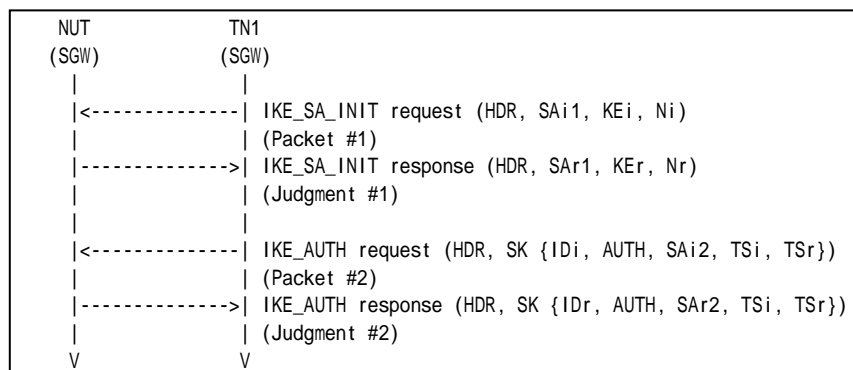 NUT TN1
(SGW) (SGW)
| |
|<--------------| IKE_SA_INIT request (HDR, SAi1, KEi, Ni)
| | (Packet #1)
|-------------->| IKE_SA_INIT response (HDR, SAr1, KEr, Nr)
| | (Judgment #1)
| |
|<--------------| IKE_AUTH request (HDR, SK {IDi, AUTH, SAi2, TSi, TSr})
| | (Packet #2)
|-------------->| IKE_AUTH response (HDR, SK {IDr, AUTH, SAr2, TSi, TSr})
| | (Judgment #2)
V V